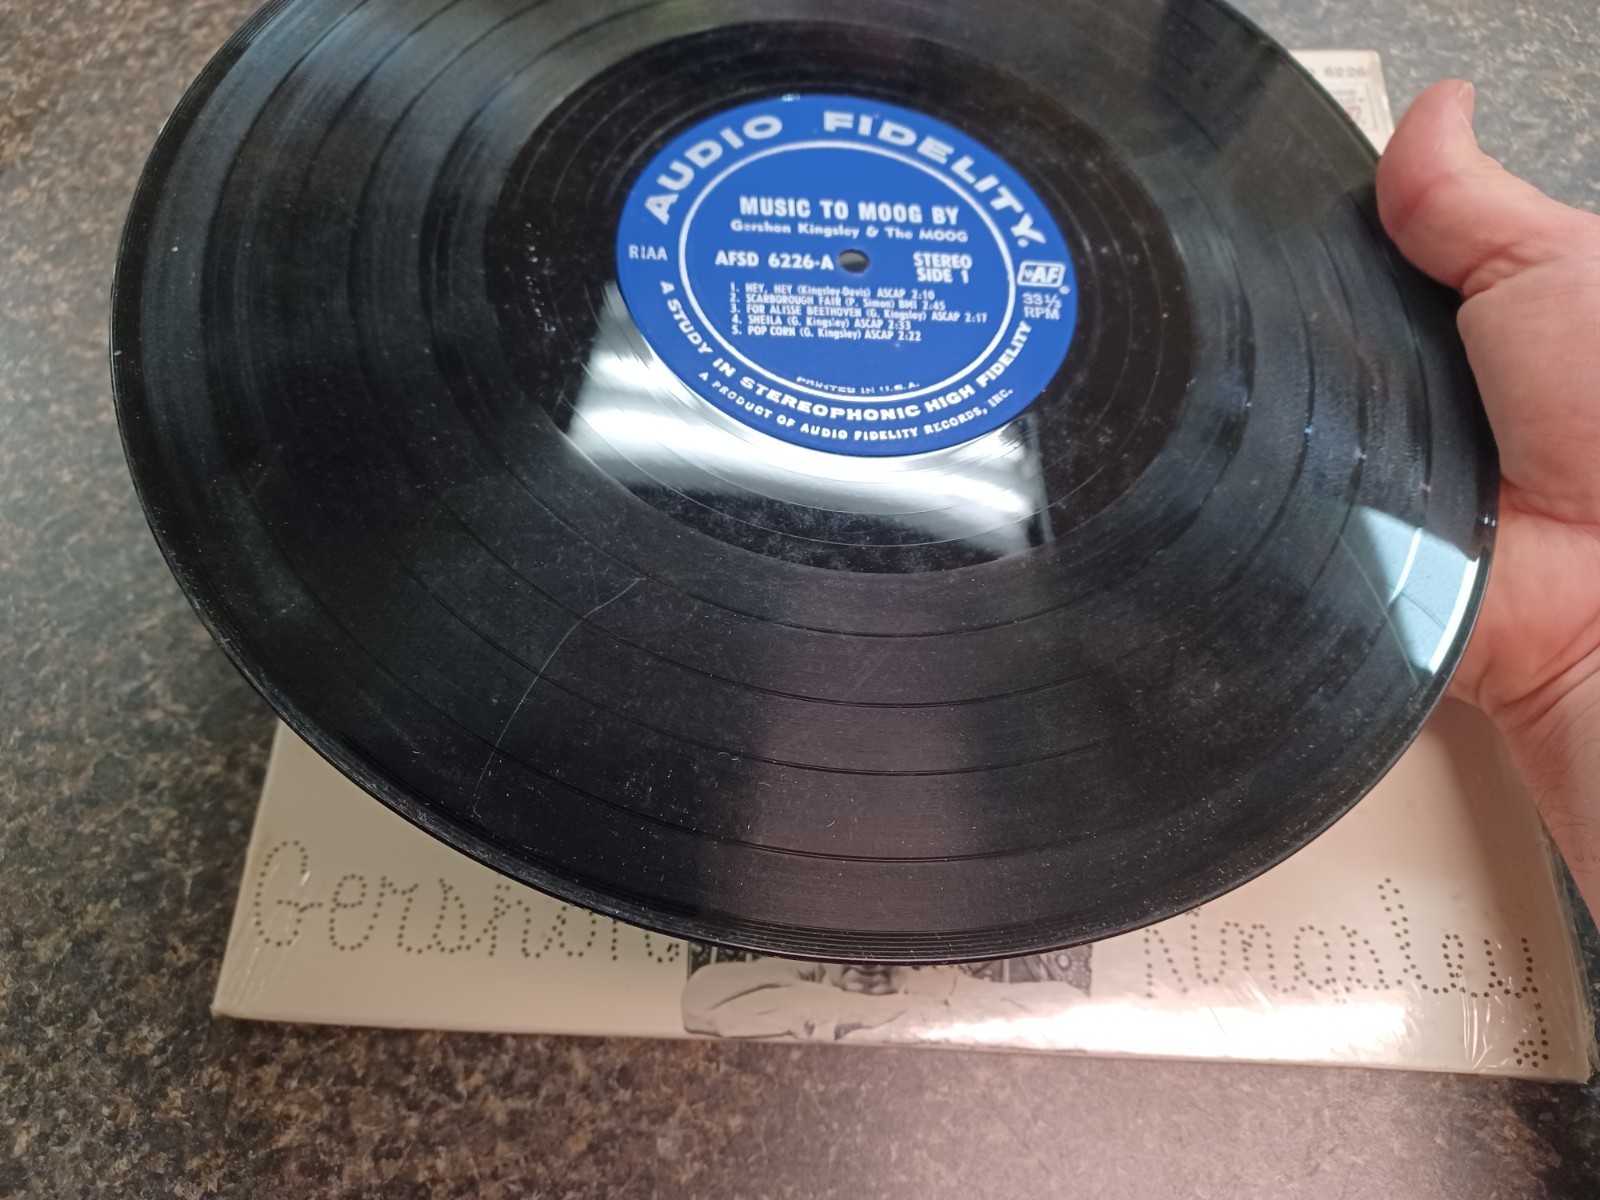 AUDIO FIDELITY
MUSIC TO MOOG BY
Gershon Kingsley & The MOOG
RIAA
AFSD 6226-A
STEREO
SIDE 1
AF
33⅓
RPM
1. HEY, HEY (Kingsley-Davis) ASCAP 2:10
2. SCARBOROUGH FAIR (P. Simon) BMI 2:45
3. FOR ALISSE BEETHOVEN (G. Kingsley) ASCAP 2:17
4. SHEILA (G. Kingsley) ASCAP 2:33
5. POP CORN (G. Kingsley) ASCAP 2:22
PRINTED IN U.S.A.
A STUDY IN STEREOPHONIC HIGH FIDELITY
A PRODUCT OF AUDIO FIDELITY RECORDS, INC.
6226
Gershon Kingsley